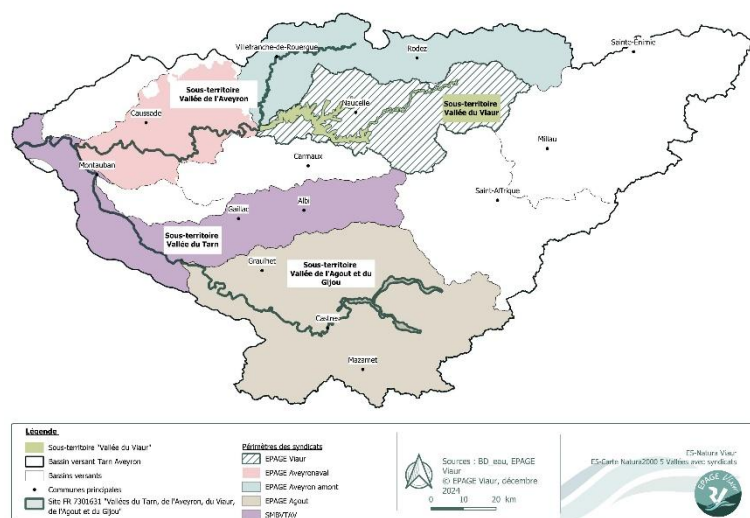 Villefranche-de-Rouergue
Rodez
Sainte-Enimie
Sous-territoire
Vallée de l'Aveyron
Caussade
Naucelle
Sous-territoire
Vallée du Viaur
Millau
Montauban
Carmaux
Saint-Affrique
Gaillac
Albi
Sous-territoire
Vallée du Tarn
Graulhet
Sous-territoire
Vallée de l'Agout et du
Gijou
Castres
Mazamet
Légende
Sous-territoire "Vallée du Viaur"
Bassin versant Tarn Aveyron
Bassins versants
Communes principales
Site FR 7301631 "Vallées du Tarn, de l'Aveyron, du Viaur,
de l'Agout et du Gijou"
Périmètres des syndicats
EPAGE Viaur
EPAGE Aveyronaval
EPAGE Aveyron amont
EPAGE Agout
SMBVTAV
Sources : BD_eau, EPAGE
Viaur
© EPAGE Viaur, décembre
2024
0 10 20 km
E5-Natura Viaur
E5-Carte Natura2000 5 Vallées avec syndicats
EPAGE Viaur